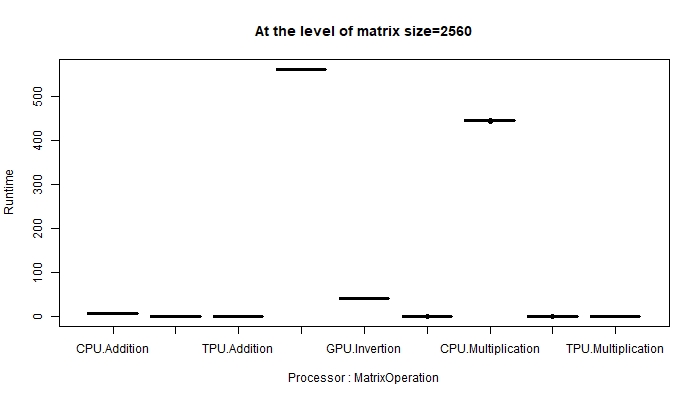 At the level of matrix size=2560
Runtime
500
400
300
200
100
0
CPU.Addition TPU.Addition GPU.Invertion CPU.Multiplication TPU.Multiplication
Processor : MatrixOperation